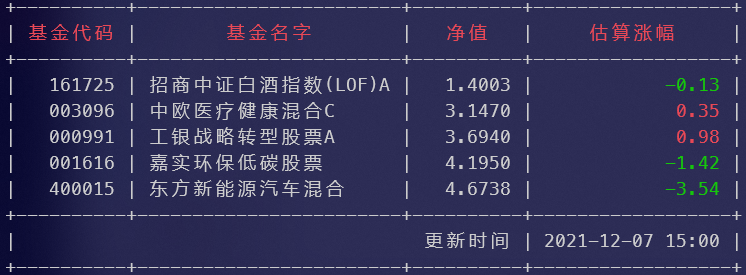 基金代码 | 基金名字 | 净值 | 估算涨幅
161725 | 招商中证白酒指数(LOF)A | 1.4003 | -0.13
003096 | 中欧医疗健康混合C | 3.1470 | 0.35
000991 | 工银战略转型股票A | 3.6940 | 0.98
001616 | 嘉实环保低碳股票 | 4.1950 | -1.42
400015 | 东方新能源汽车混合 | 4.6738 | -3.54
更新时间 | 2021-12-07 15:00